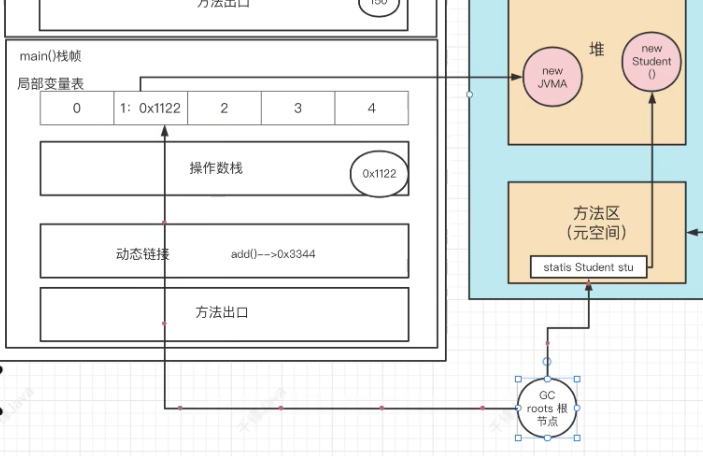 方法出口
150
main()栈帧
局部变量表
0
1: 0x1122
2
3
4
操作数栈
0x1122
动态链接
add()-->0x3344
方法出口
堆
new
JVMA
new
Student
()
方法区
(元空间)
statis Student stu
GC
roots 根
节点